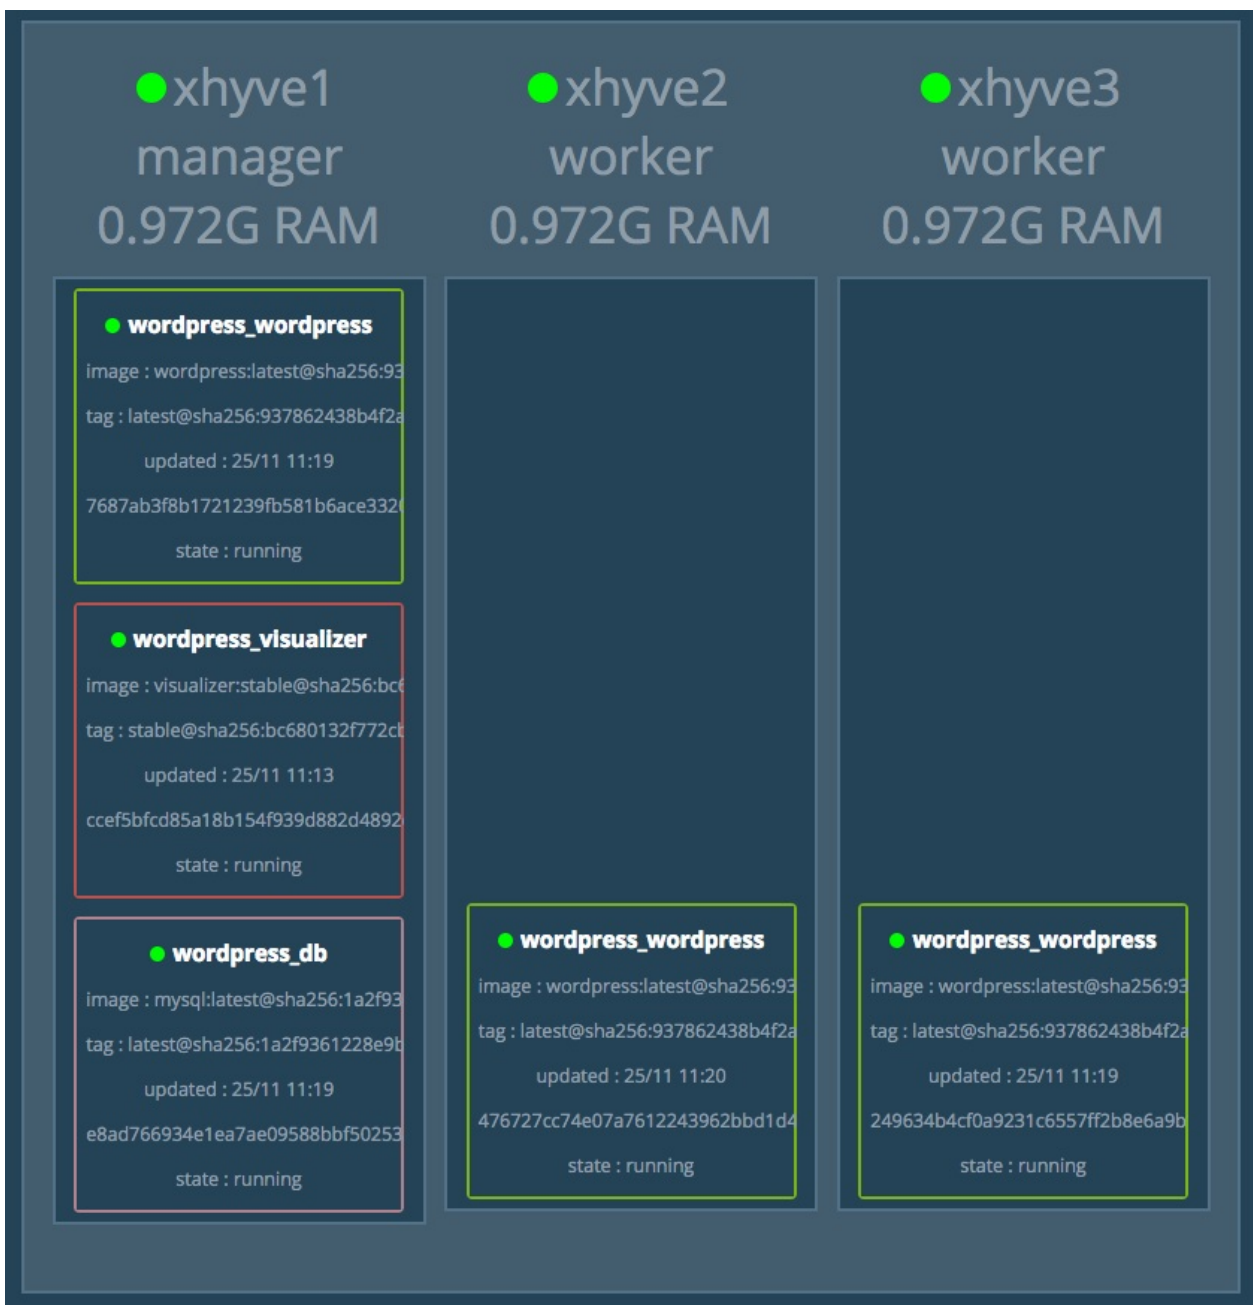 xhyve1
manager
0.972G RAM
xhyve2
worker
0.972G RAM
xhyve3
worker
0.972G RAM
wordpress_wordpress
image : wordpress:latest@sha256:93
tag : latest@sha256:937862438b4f2a
updated : 25/11 11:19
7687ab3f8b1721239fb581b6ace3320
state : running
wordpress_visualizer
image : visualizer:stable@sha256:bc6
tag : stable@sha256:bc680132f772cb
updated : 25/11 11:13
ccef5bfcd85a18b154f939d882d4892
state : running
wordpress_db
image : mysql:latest@sha256:1a2f93
tag : latest@sha256:1a2f9361228e9b
updated : 25/11 11:19
e8ad766934e1ea7ae09588bbf50253
state : running
wordpress_wordpress
image : wordpress:latest@sha256:93
tag : latest@sha256:937862438b4f2a
updated : 25/11 11:20
476727cc74e07a7612243962bbd1d4
state : running
wordpress_wordpress
image : wordpress:latest@sha256:93
tag : latest@sha256:937862438b4f2a
updated : 25/11 11:19
249634b4cf0a9231c6557ff2b8e6a9b
state : running